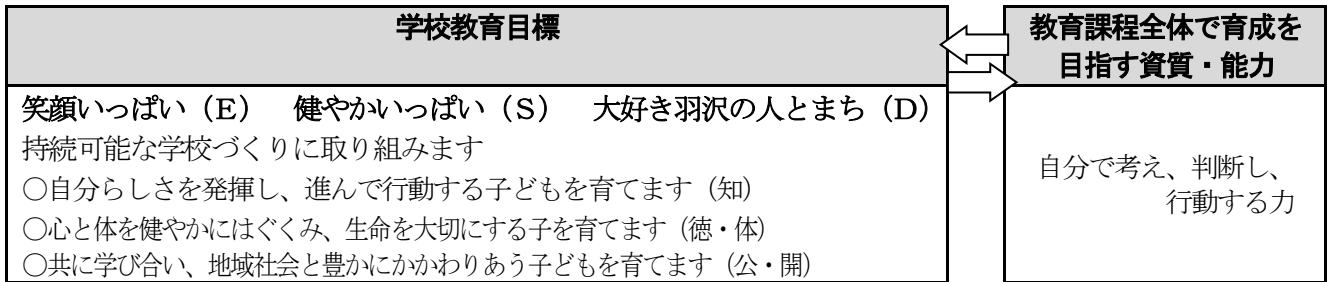 学校教育目標
笑顔いっぱい（E）　健やかいっぱい（S）　大好き羽沢の人とまち（D）
持続可能な学校づくりに取り組みます
○自分らしさを発揮し、進んで行動する子どもを育てます（知）
○心と体を健やかにはぐくみ、生命を大切にする子を育てます（徳・体）
○共に学び合い、地域社会と豊かにかかわりあう子どもを育てます（公・開）
教育課程全体で育成を
目指す資質・能力
自分で考え、判断し、
行動する力